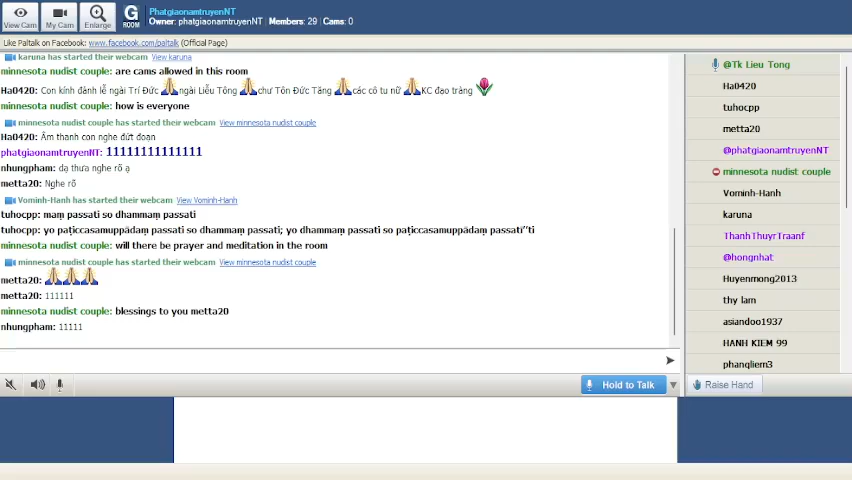 View Cam
My Cam
Enlarge
G
ROOM
PhatgiaonamtruyenNT
Owner: phatgiaonamtruyenNT | Members: 29 | Cams: 0
Like Paltalk on Facebook: www.facebook.com/paltalk (Official Page)
karuna has started their webcam View karuna
minnesota nudist couple: are cams allowed in this room
Ha0420: Con kính đảnh lễ ngài Trí Đức ngài Liễu Tông chư Tôn Đức Tăng các cô tu nữ KC đạo tràng
minnesota nudist couple: how is everyone
minnesota nudist couple has started their webcam View minnesota nudist couple
Ha0420: Âm thanh con nghe đứt đoạn
phatgiaonamtruyenNT: 11111111111111
nhungpham: dạ thưa nghe rõ ạ
metta20: Nghe rõ
Vominh-Hanh has started their webcam View Vominh-Hanh
tuhocpp: maṃ passati so dhammaṃ passati
tuhocpp: yo paṭiccasamuppādaṃ passati so dhammaṃ passati; yo dhammaṃ passati so paṭiccasamuppādaṃ passati’’ti
minnesota nudist couple: will there be prayer and meditation in the room
minnesota nudist couple has started their webcam View minnesota nudist couple
metta20:
metta20: 111111
minnesota nudist couple: blessings to you metta20
nhungpham: 11111
Hold to Talk
@Tk Lieu Tong
Ha0420
tuhocpp
metta20
@phatgiaonamtruyenNT
minnesota nudist couple
Vominh-Hanh
karuna
ThanhThuyrTraanf
@hongnhat
Huyenmong2013
thy lam
asiandoo1937
HANH KIEM 99
phanqliem3
Raise Hand